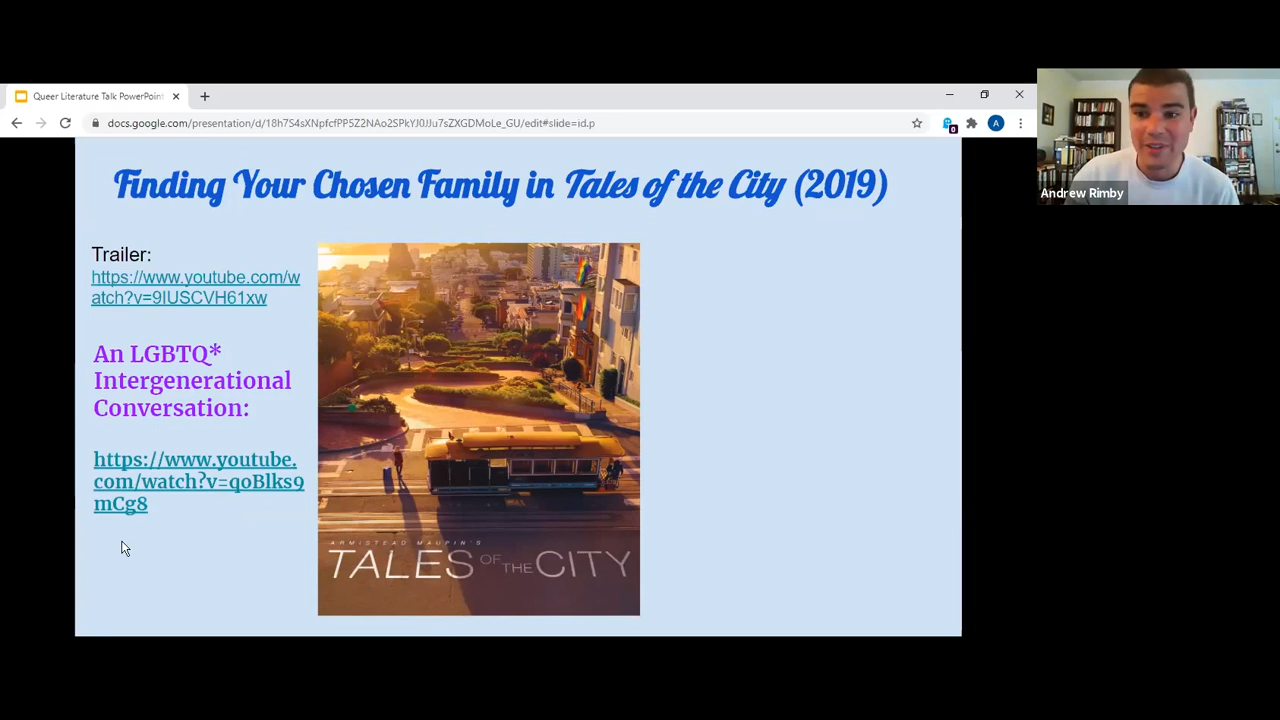 Queer Literature Talk PowerPoint
docs.google.com/presentation/d/18h7S4sXNpfcfPP5Z2NAo2SPkYJ0JJu7sZXGDMoLe_GU/edit#slide=id.p
0
A
Andrew Rimby
Finding Your Chosen Family in Tales of the City (2019)
Trailer:
https://www.youtube.com/w
atch?v=9IUSCVH61xw
An LGBTQ*
Intergenerational
Conversation:
https://www.youtube.
com/watch?v=qoBlks9
mCg8
ARMISTEAD MAUPIN'S
TALES OF THE CITY